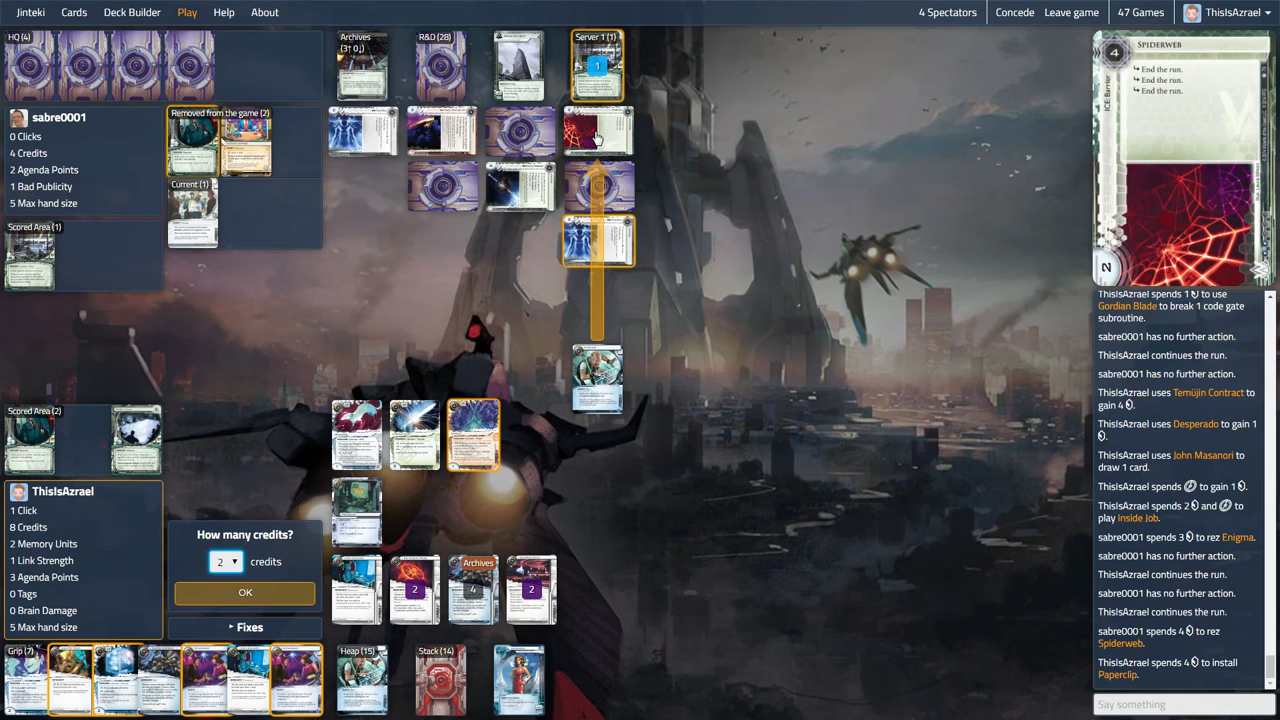 Jinteki Cards Deck Builder Play Help About 4 Spectators Concede Leave game 47 Games ThisIsAzrael
HQ (4)
Archives
(3↑ 0↓)
R&D (28)
Server 1 (1)
1
sabre0001
0 Clicks
4 Credits
2 Agenda Points
1 Bad Publicity
5 Max hand size
Removed from the game (2)
Current (1)
Scored Area (1)
Scored Area (2)
ThisIsAzrael
1 Click
8 Credits
2 Memory Units
1 Link Strength
3 Agenda Points
0 Tags
0 Brain Damage
hand size
How many credits?
2 credits
OK
Fixes
Archives
2
4
2
Grip (7)
Heap (15)
Stack (14)
4
SPIDERWEB
End the run.
End the run.
End the run.
ICE: Barrier
2
ThisIsAzrael spends 1 to use
Gordian Blade to break 1 code gate
subroutine.
sabre0001 has no further action.
ThisIsAzrael continues the run.
sabre0001 has no further action.
ThisIsAzrael uses Temüjin Contract to
gain 4
ThisIsAzrael uses Desperado to gain 1
ThisIsAzrael uses John Masanori to
draw 1 card.
ThisIsAzrael spends to gain 1
ThisIsAzrael spends 2 and to
play Inside Job.
sabre0001 spends 3 to rez Enigma.
sabre0001 has no further action.
ThisIsAzrael continues the run.
sabre0001 has no further action.
ThisIsAzrael continues the run.
sabre0001 spends 4 to rez
Spiderweb.
ThisIsAzrael spends 4 to install
Paperclip.
Say something